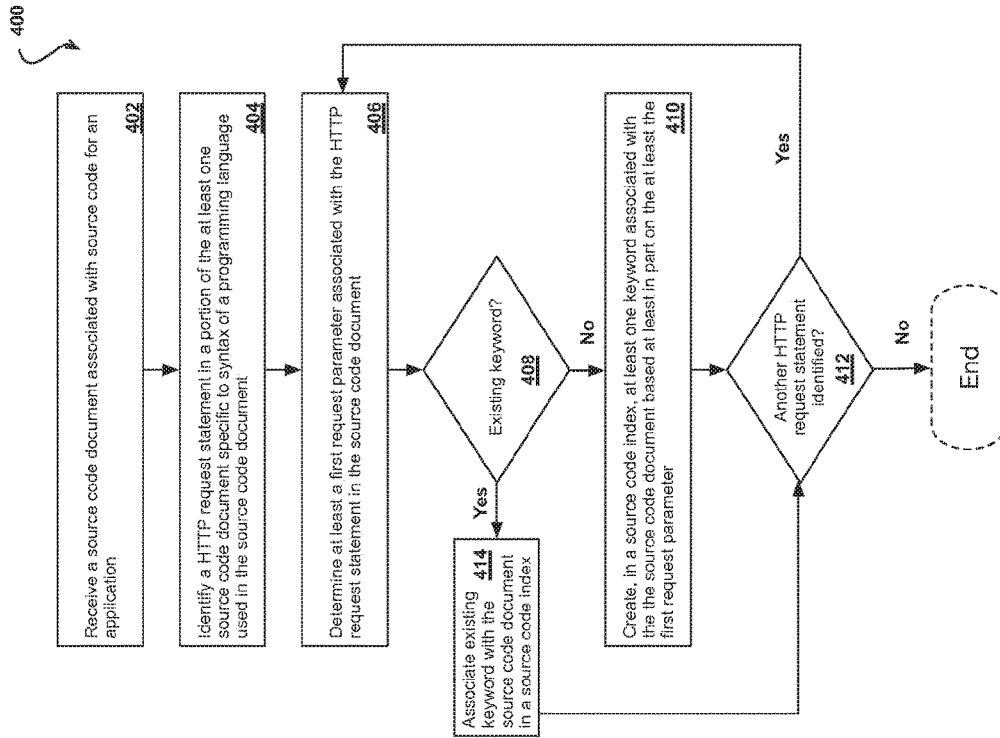 400
Receive a source code document associated with source code for an
application
402
Identify a HTTP request statement in a portion of the at least one
source code document specific to syntax of a programming language
used in the source code document
404
Determine at least a first request parameter associated with the HTTP
request statement in the source code document
406
Existing keyword?
408
Yes
No
Associate existing
keyword with the
source code document
in a source code index
414
Create, in a source code index, at least one keyword associated with
the the source code document based at least in part on the at least the
first request parameter
410
Another HTTP
request statement
identified?
412
Yes
No
End